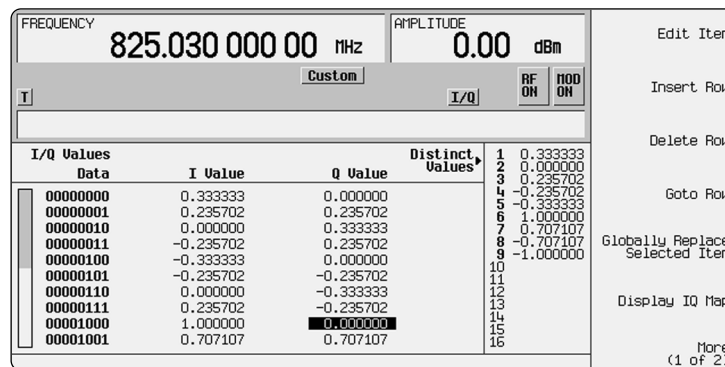 FREQUENCY
825.030 000 00 MHz
AMPLITUDE
0.00 dBm
Custom
T
I/Q
RF ON
MOD ON
I/Q Values
Distinct Values
Data I Value Q Value
00000000 0.333333 0.000000
00000001 0.235702 0.235702
00000010 0.000000 0.333333
00000011 -0.235702 0.235702
00000100 -0.333333 0.000000
00000101 -0.235702 -0.235702
00000110 0.000000 -0.333333
00000111 0.235702 -0.235702
00001000 1.000000 0.000000
00001001 0.707107 0.707107
1 0.333333
2 0.000000
3 0.235702
4 -0.235702
5 -0.333333
6 1.000000
7 0.707107
8 -0.707107
9 -1.000000
10
11
12
13
14
15
16
Edit Iter
Insert Row
Delete Row
Goto Row
Globally Replace
Selected Iter
Display IQ Map
More
(1 of 2)